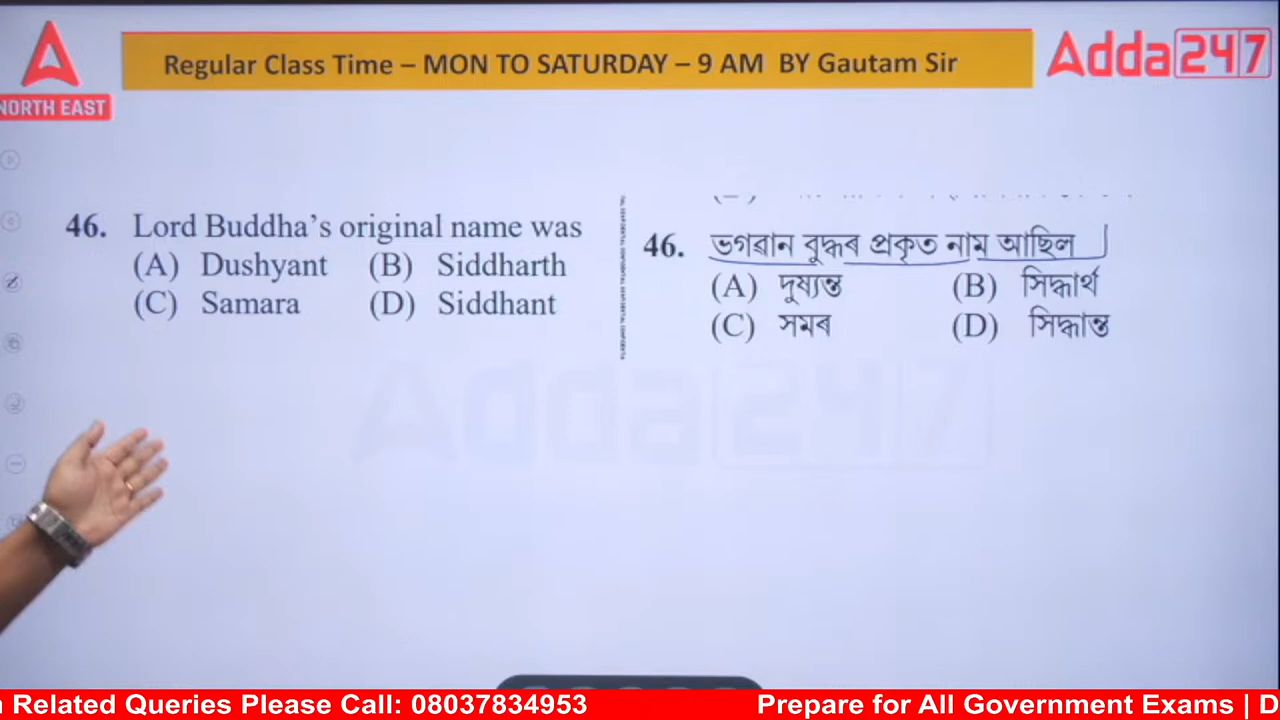 Regular Class Time – MON TO SATURDAY – 9 AM BY Gautam Sir
Adda247
NORTH EAST
46. Lord Buddha's original name was
(A) Dushyant (B) Siddharth
(C) Samara (D) Siddhant
46. ভগৱান বুদ্ধৰ প্ৰকৃত নাম আছিল
(A) দুষ্যন্ত (B) সিদ্ধাৰ্থ
(C) সমৰ (D) সিদ্ধান্ত
Related Queries Please Call: 08037834953 Prepare for All Government Exams |